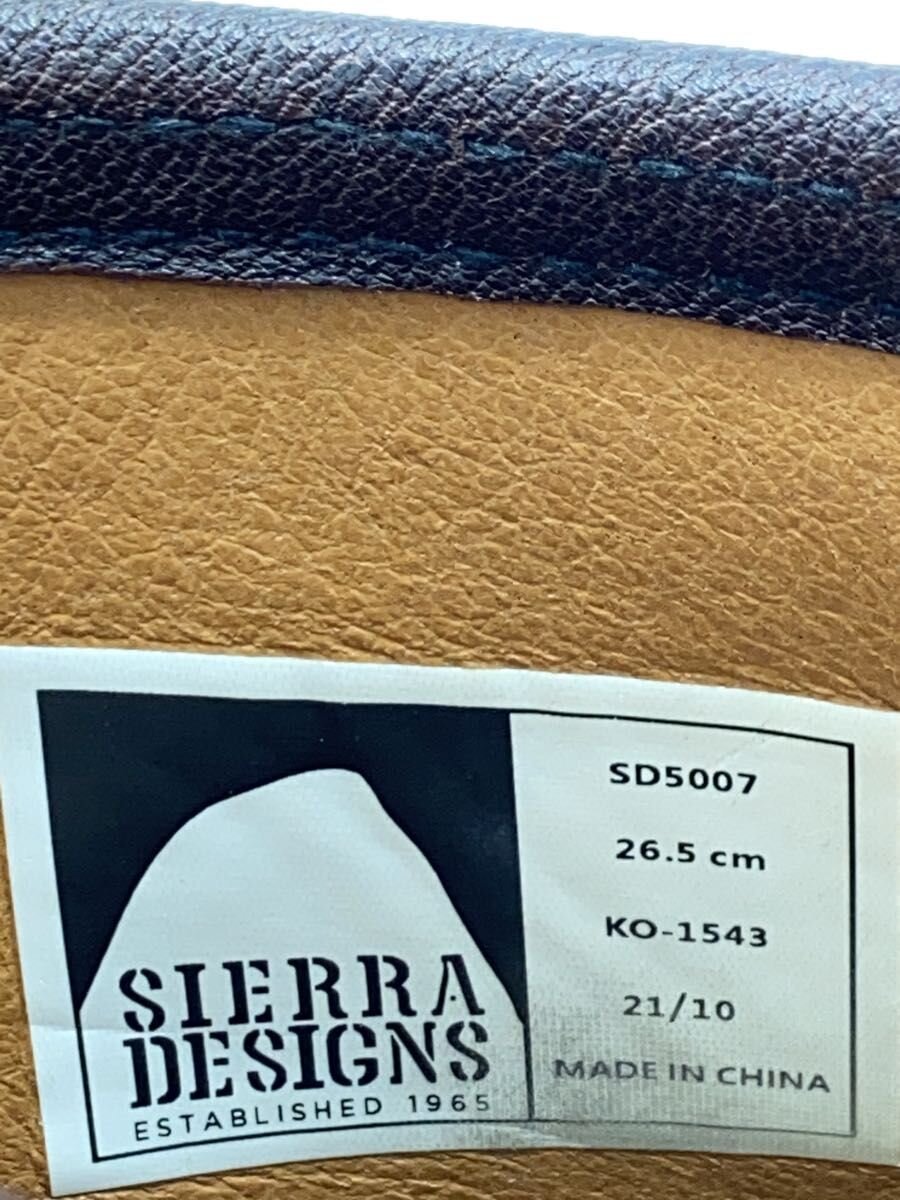 SIERRA
DESIGNS
ESTABLISHED 1965
SD5007
26.5 cm
KO-1543
21/10
MADE IN CHINA